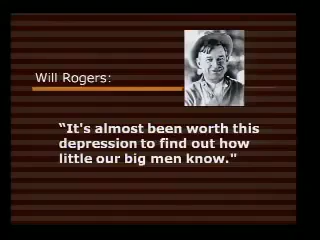 Will Rogers:
“It's almost been worth this
depression to find out how
little our big men know."